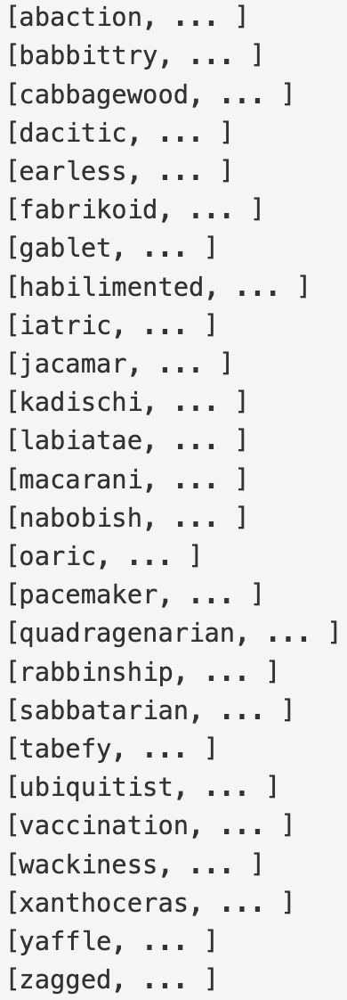 [abaction, ... ]
[babbittry, ... ]
[cabbagewood, ... ]
[dacitic, ... ]
[earless, ... ]
[fabrikoid, ... ]
[gablet, ... ]
[habilimented, ... ]
[iatric, ... ]
[jacamar, ... ]
[kadischi, ... ]
[labiatae, ... ]
[macarani, ... ]
[nabobish, ... ]
[oaric, ... ]
[pacemaker, ... ]
[quadragenarian, ... ]
[rabbinship, ... ]
[sabbatarian, ... ]
[tabefy, ... ]
[ubiquitist, ... ]
[vaccination, ... ]
[wackiness, ... ]
[xanthoceras, ... ]
[yaffle, ... ]
[zagged, ... ]